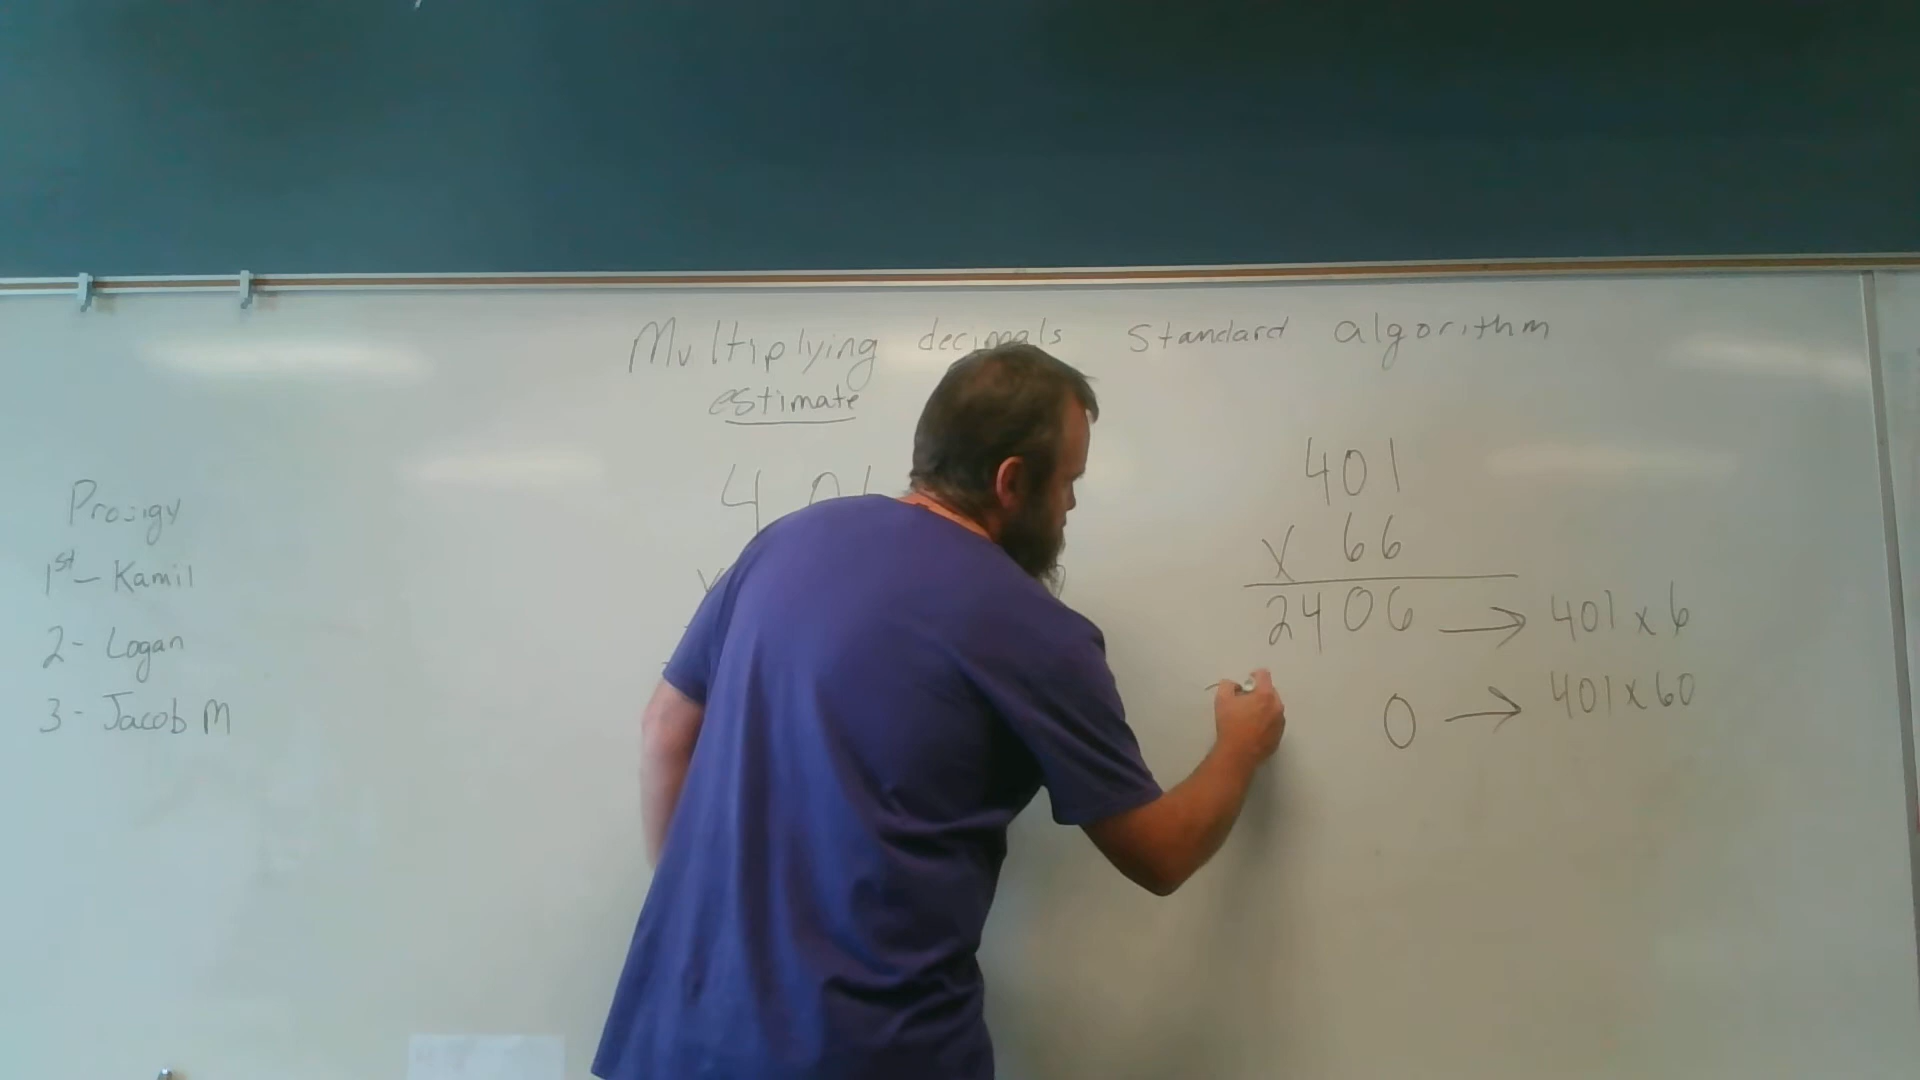 Multiplying decimals Standard algorithm
estimate
Prosigy
1st - Kamil
2 - Logan
3 - Jacob M
401
x 66
2406 → 401 x 6
0 → 401 x 60